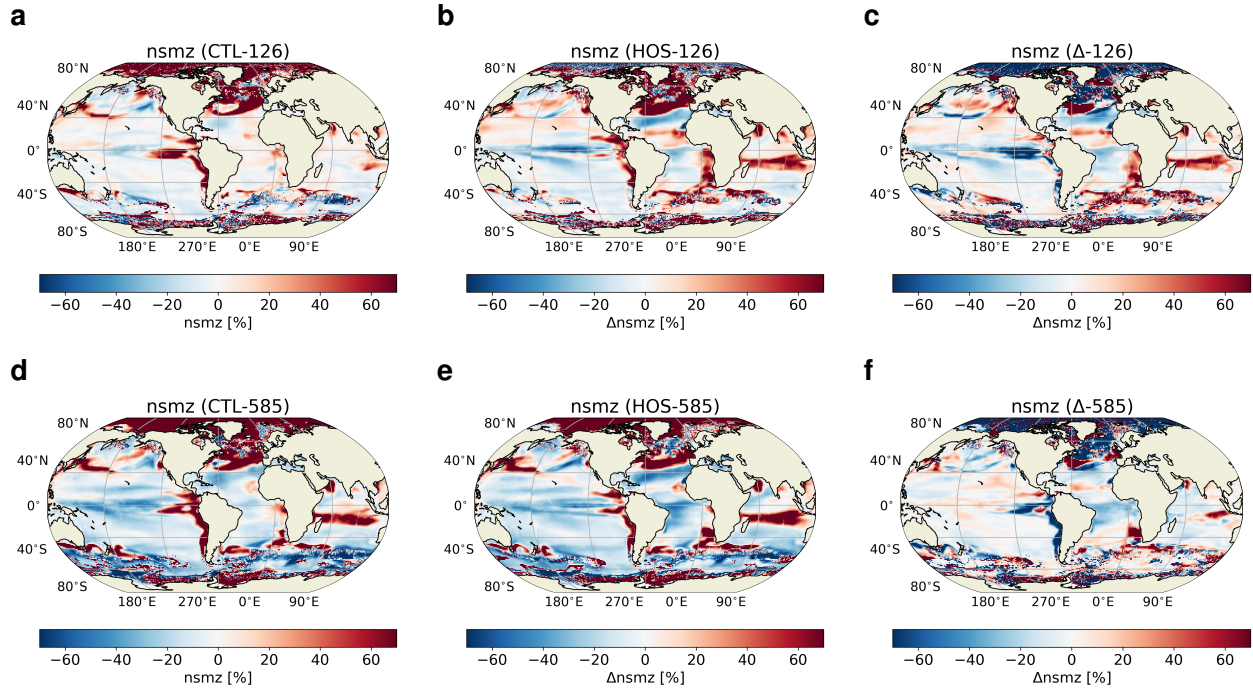 a b c
nsmz (CTL-126) nsmz (HOS-126) nsmz (Δ-126)
80°N 80°N 80°N
40°N 40°N 40°N
0° 0° 0°
40°S 40°S 40°S
80°S 80°S 80°S
180°E 270°E 0°E 90°E 180°E 270°E 0°E 90°E 180°E 270°E 0°E 90°E
−60 −40 −20 0 20 40 60 −60 −40 −20 0 20 40 60 −60 −40 −20 0 20 40 60
nsmz [%] Δnsmz [%] Δnsmz [%]
d e f
nsmz (CTL-585) nsmz (HOS-585) nsmz (Δ-585)
80°N 80°N 80°N
40°N 40°N 40°N
0° 0° 0°
40°S 40°S 40°S
80°S 80°S 80°S
180°E 270°E 0°E 90°E 180°E 270°E 0°E 90°E 180°E 270°E 0°E 90°E
−60 −40 −20 0 20 40 60 −60 −40 −20 0 20 40 60 −60 −40 −20 0 20 40 60
nsmz [%] Δnsmz [%] Δnsmz [%]